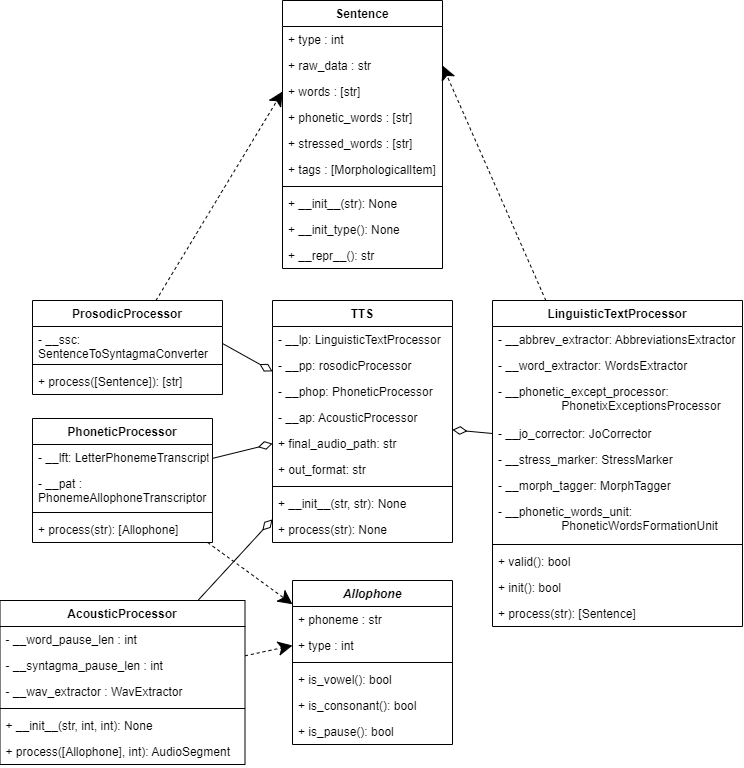 Sentence
+ type : int
+ raw_data : str
+ words : [str]
+ phonetic_words : [str]
+ stressed_words : [str]
+ tags : [MorphologicalItem]
+ __init__(str): None
+ __init_type(): None
+ __repr__(): str
ProsodicProcessor
- __ssc:
SentenceToSyntagmaConverter
+ process([Sentence]): [str]
TTS
- __lp: LinguisticTextProcessor
- __pp: rosodicProcessor
- __phop: PhoneticProcessor
- __ap: AcousticProcessor
+ final_audio_path: str
+ out_format: str
+ __init__(str, str): None
+ process(str): None
LinguisticTextProcessor
- __abbrev_extractor: AbbreviationsExtractor
- __word_extractor: WordsExtractor
- __phonetic_except_processor:
PhonetixExceptionsProcessor
- __jo_corrector: JoCorrector
- __stress_marker: StressMarker
- __morph_tagger: MorphTagger
- __phonetic_words_unit:
PhoneticWordsFormationUnit
+ valid(): bool
+ init(): bool
+ process(str): [Sentence]
PhoneticProcessor
- __lft: LetterPhonemeTranscript
- __pat :
PhonemeAllophoneTranscriptor
+ process(str): [Allophone]
AcousticProcessor
- __word_pause_len : int
- __syntagma_pause_len : int
- __wav_extractor : WavExtractor
+ __init__(str, int, int): None
+ process([Allophone], int): AudioSegment
Allophone
+ phoneme : str
+ type : int
+ is_vowel(): bool
+ is_consonant(): bool
+ is_pause(): bool